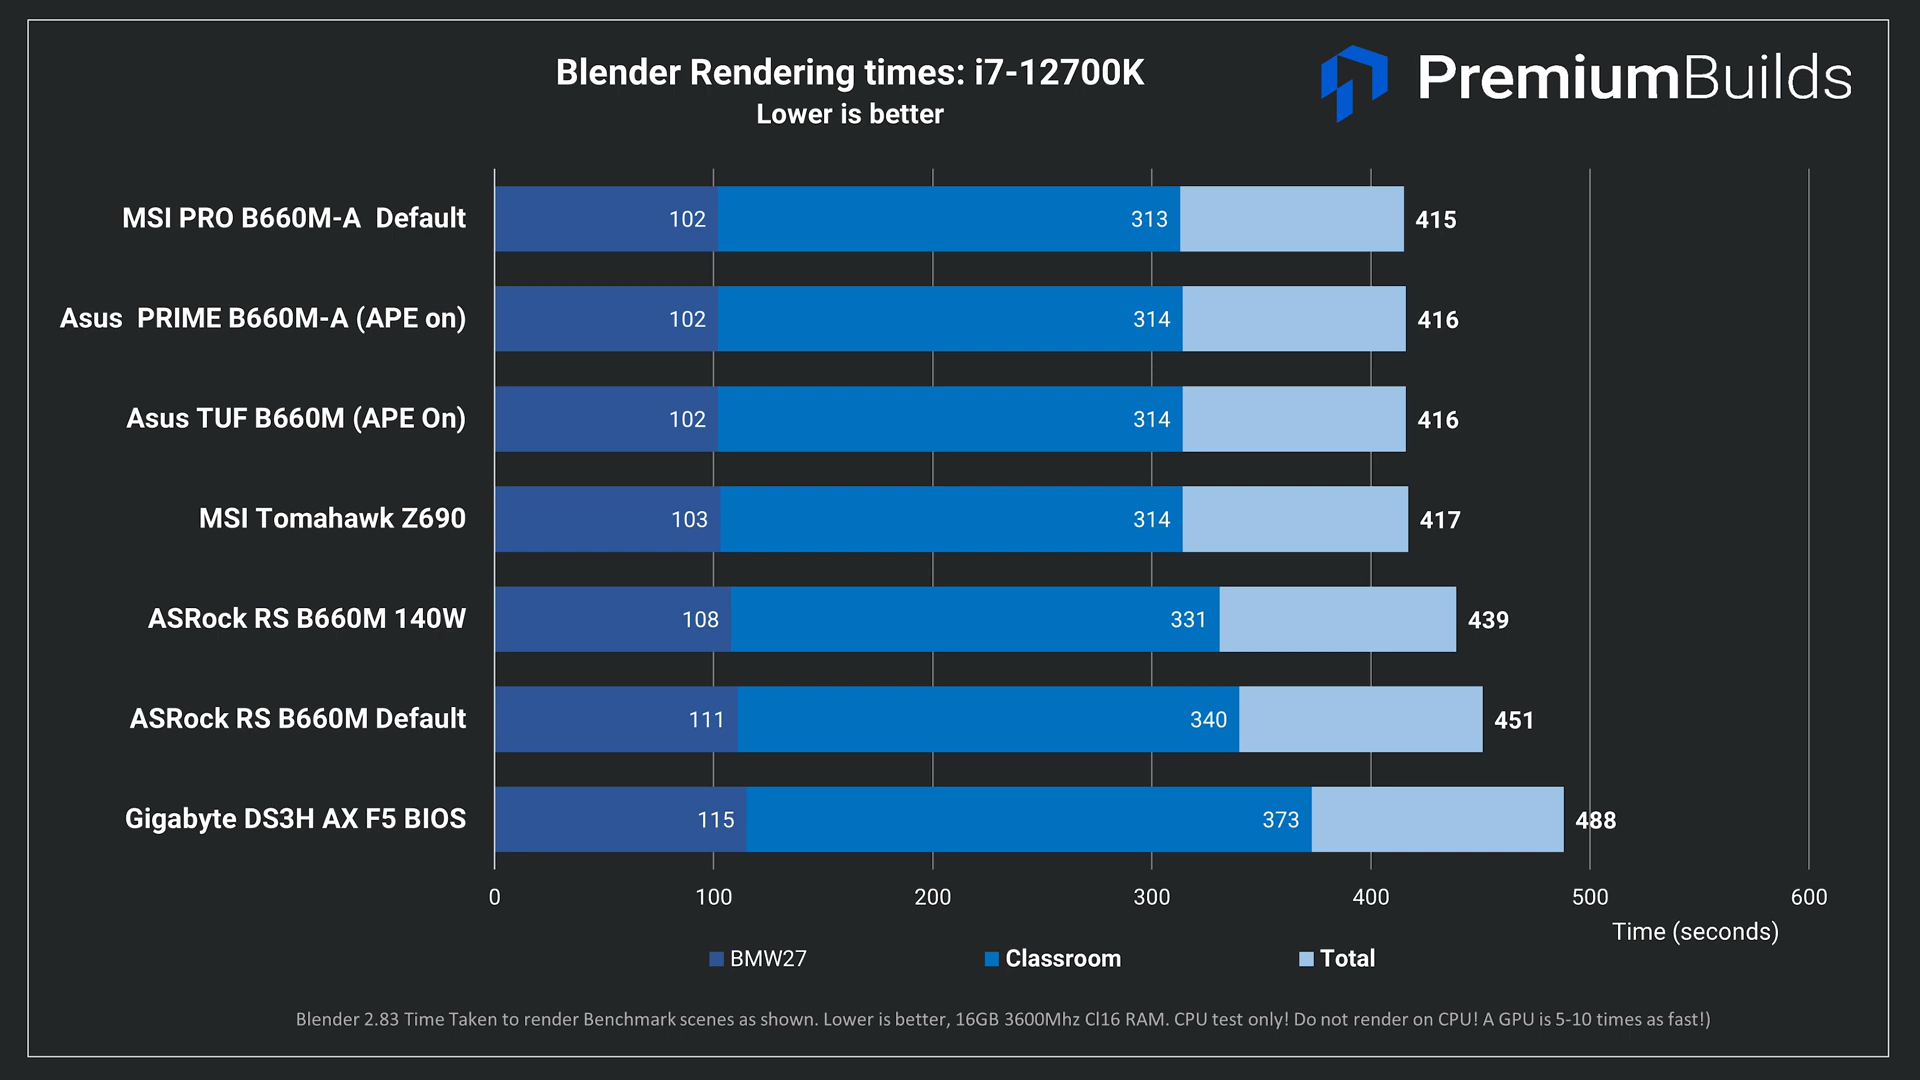 Blender Rendering times: i7-12700K
Lower is better
PremiumBuilds
MSI PRO B660M-A  Default 102 313 415
Asus  PRIME B660M-A (APE on) 102 314 416
Asus TUF B660M (APE On) 102 314 416
MSI Tomahawk Z690 103 314 417
ASRock RS B660M 140W 108 331 439
ASRock RS B660M Default 111 340 451
Gigabyte DS3H AX F5 BIOS 115 373 488
0 100 200 300 400 500 600
Time (seconds)
BMW27 Classroom Total
Blender 2.83 Time Taken to render Benchmark scenes as shown. Lower is better, 16GB 3600Mhz Cl16 RAM. CPU test only! Do not render on CPU! A GPU is 5-10 times as fast!)